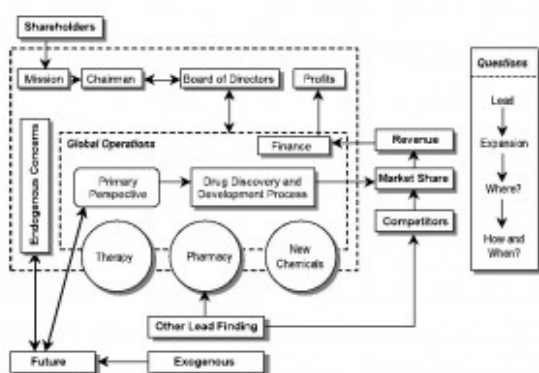 Shareholders
Mission
Chairman
Board of Directors
Profits
Questions
Lead
Expansion
Where?
How and
When?
Endogenous Concerns
Global Operations
Finance
Revenue
Primary
Perspective
Drug Discovery and
Development Process
Market Share
Competitors
Therapy
Pharmacy
New
Chemicals
Other Lead Finding
Future
Exogenous